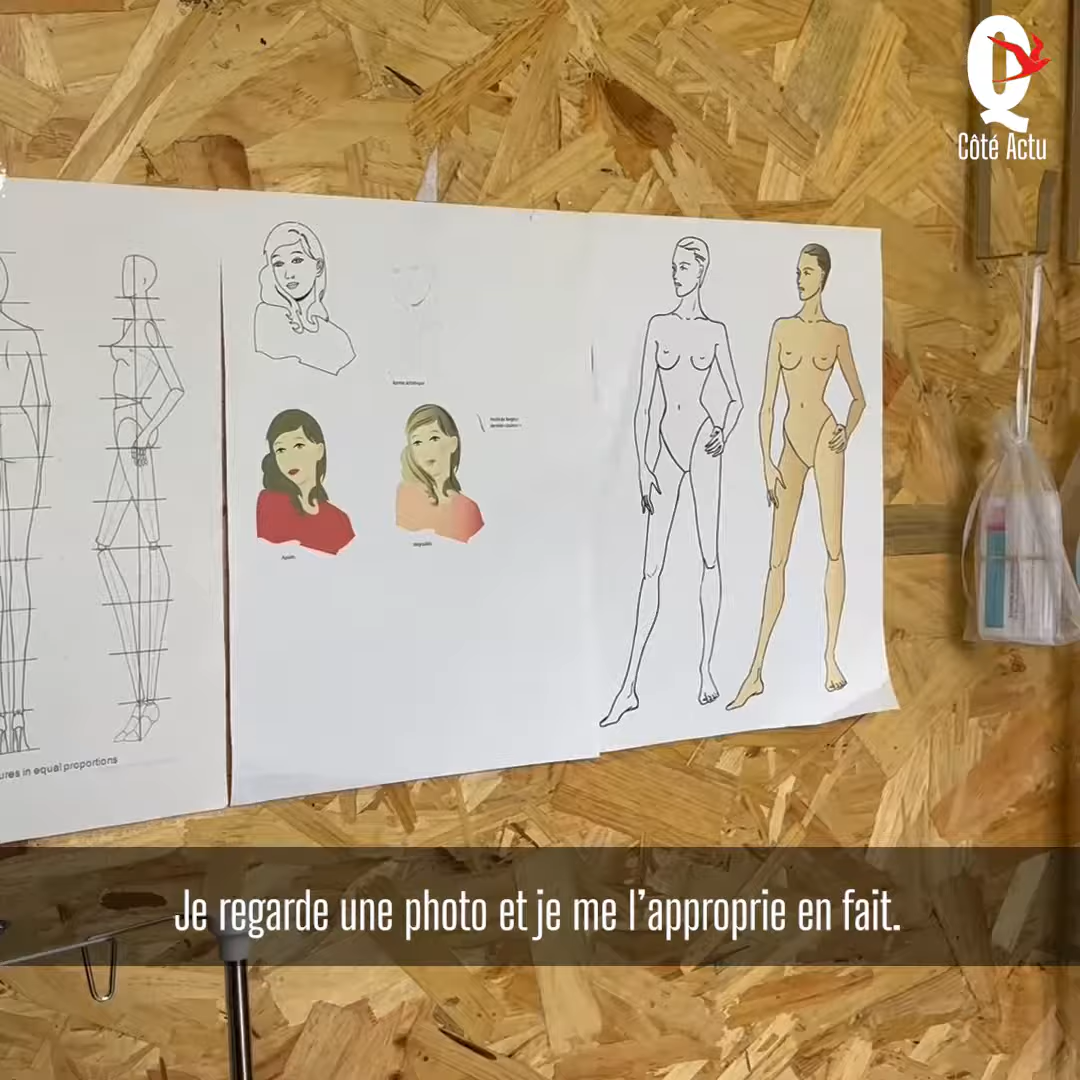 Q
Côté Actu
ures in equal proportions
Je regarde une photo et je me l'approprie en fait.